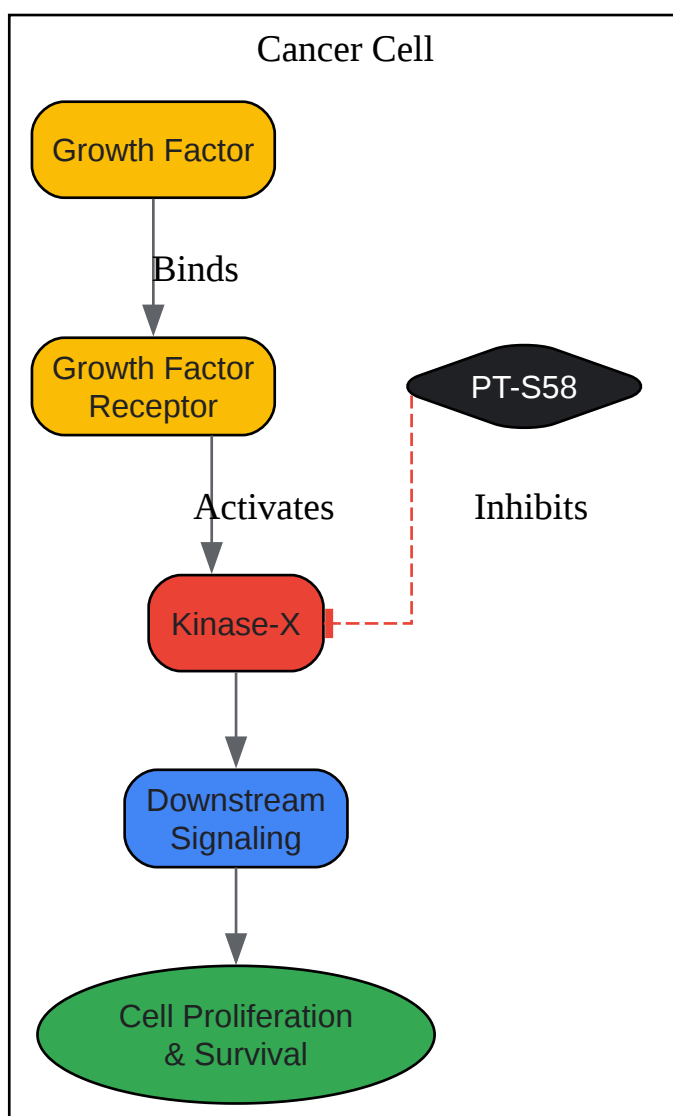 Cancer Cell
Growth Factor
Binds
Growth Factor
Receptor
PT-S58
Activates
Inhibits
Kinase-X
Downstream
Signaling
Cell Proliferation
& Survival